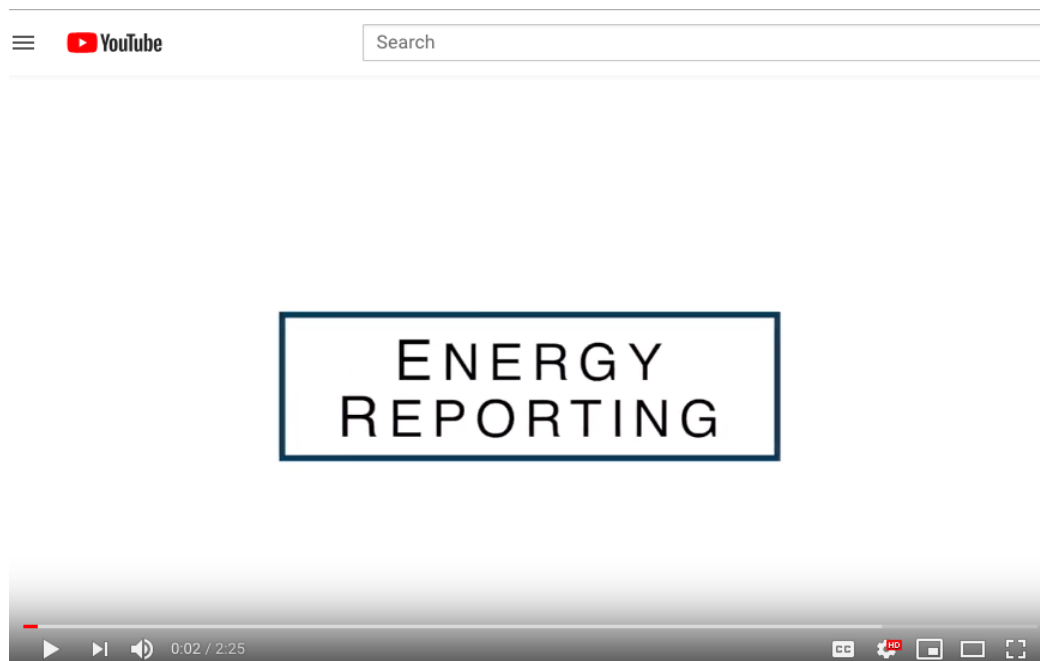 YouTube
Search
ENERGY
REPORTING
0:02 / 2:25
CC
HD